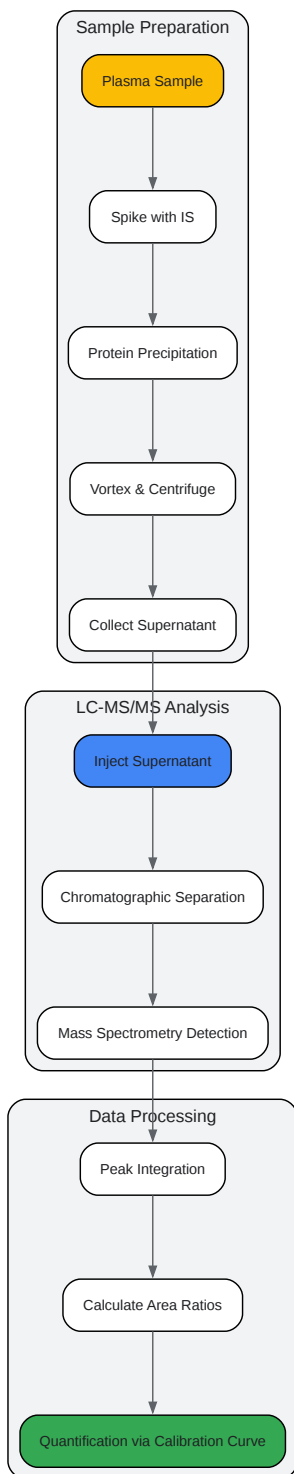 Sample Preparation
Plasma Sample
Spike with IS
Protein Precipitation
Vortex & Centrifuge
Collect Supernatant
LC-MS/MS Analysis
Inject Supernatant
Chromatographic Separation
Mass Spectrometry Detection
Data Processing
Peak Integration
Calculate Area Ratios
Quantification via Calibration Curve